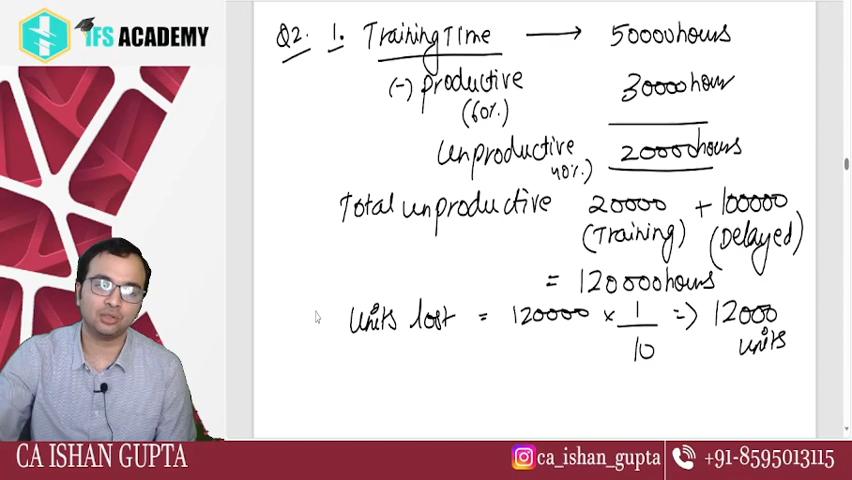 IFS ACADEMY
Q2. 1. Training Time → 50000 hours
(-) Productive 30000 hour
(60%.)
Unproductive 20000 hours
40%.)
Total unproductive 20000 + 100000
(Training) (Delayed)
= 120000 hours
Units lost = 120000 × 1/10 => 12000
units
CA ISHAN GUPTA
ca_ishan_gupta
+91-8595013115